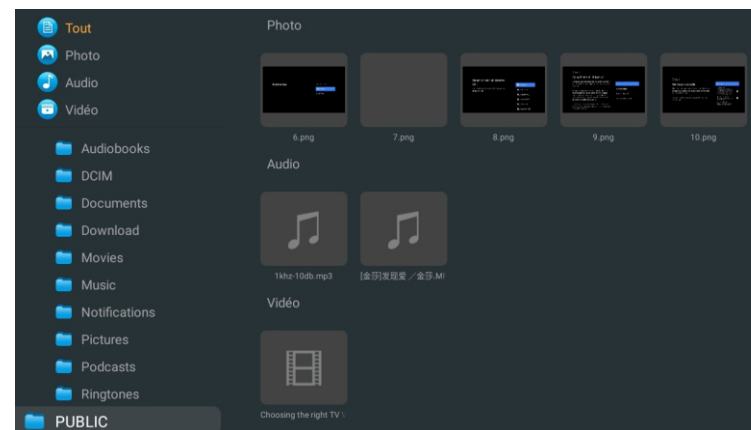 Tout
Photo
Audio
Vidéo
Audiobooks
DCIM
Documents
Download
Movies
Music
Notifications
Pictures
Podcasts
Ringtones
PUBLIC
Photo
6.png
7.png
8.png
9.png
10.png
Audio
1khz-10db.mp3
[金莎]发现爱／金莎.M
Vidéo
Choosing the right TV